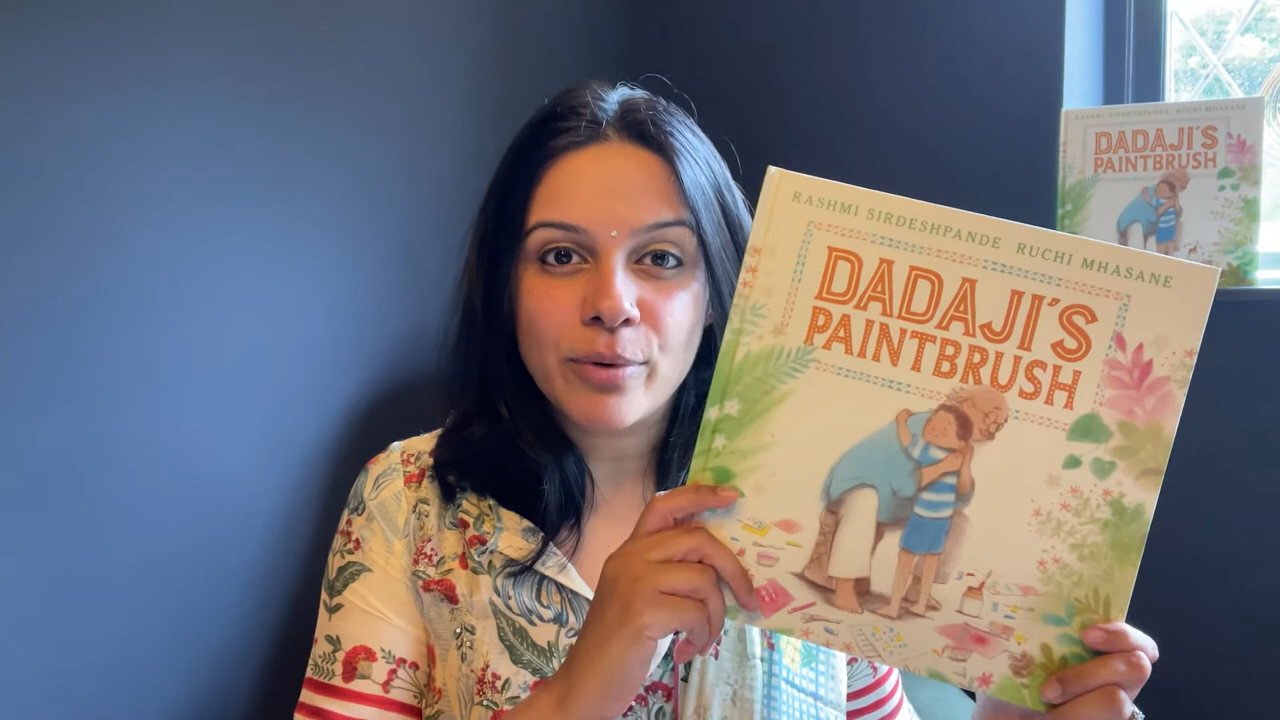 RASHMI SIRDESHPANDE RUCHI MHASANE
DADAJI'S
PAINTBRUSH
RASHMI SIRDESHPANDE RUCHI MHASANE
DADAJI'S
PAINTBRUSH